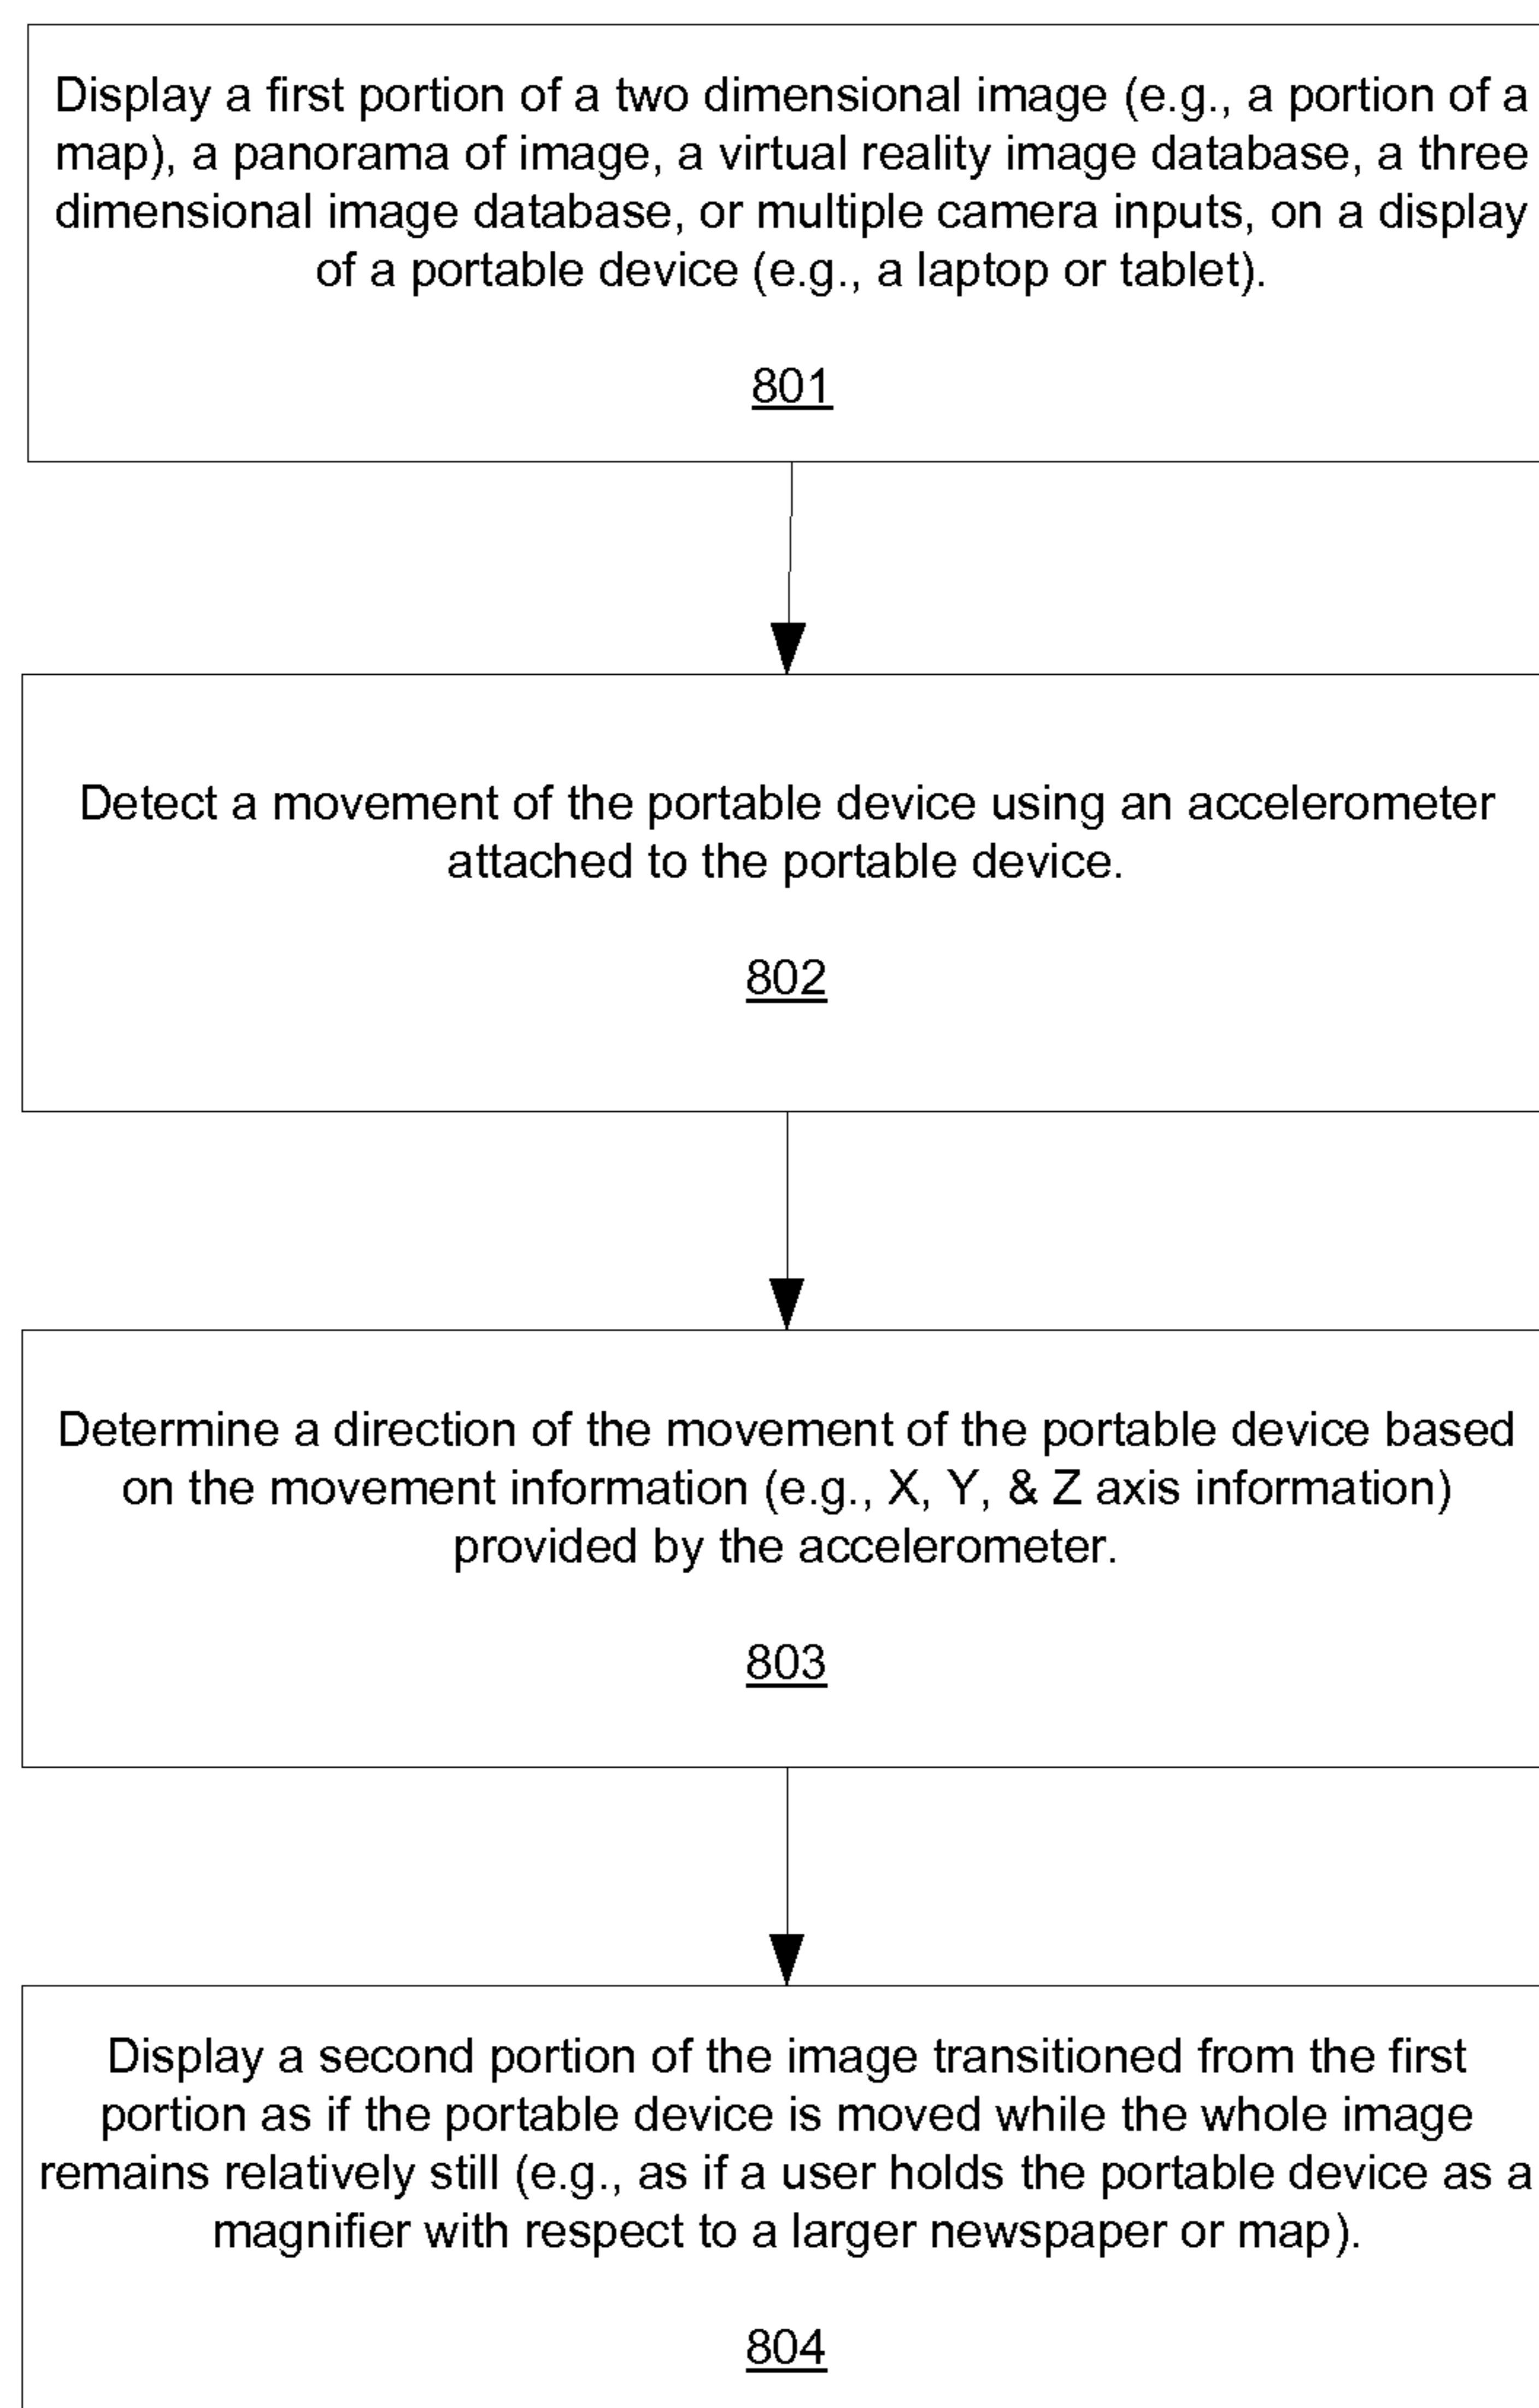 Display a first portion of a two dimensional image (e.g., a portion of a
map), a panorama of image, a virtual reality image database, a three
dimensional image database, or multiple camera inputs, on a display
of a portable device (e.g., a laptop or tablet).
801
Detect a movement of the portable device using an accelerometer
attached to the portable device.
802
Determine a direction of the movement of the portable device based
on the movement information (e.g., X, Y, & Z axis information)
provided by the accelerometer.
803
Display a second portion of the image transitioned from the first
portion as if the portable device is moved while the whole image
remains relatively still (e.g., as if a user holds the portable device as a
magnifier with respect to a larger newspaper or map).
804